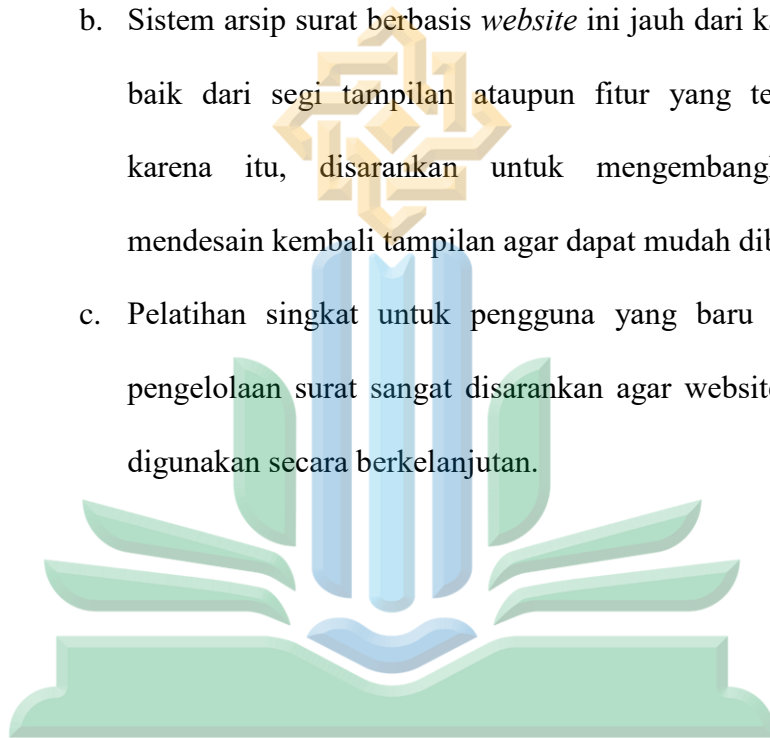 b. Sistem arsip surat berbasis website ini jauh dari
baik dari segi tampilan ataupun fitur yang
karena itu, disarankan untuk
mendesain kembali tampilan agar dapat mudah
c. Pelatihan singkat untuk pengguna yang baru
pengelolaan surat sangat disarankan agar website
digunakan secara berkelanjutan.